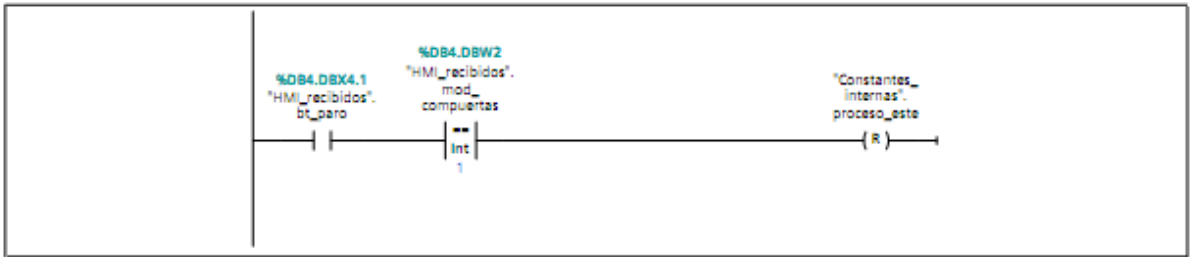 %DB4.DBX4.1
"HMI_recibidos".
bt_paro
%DB4.DBW2
"HMI_recibidos".
mod_
compuertas
==
Int
1
"Constantes_
internas".
proceso_este
R